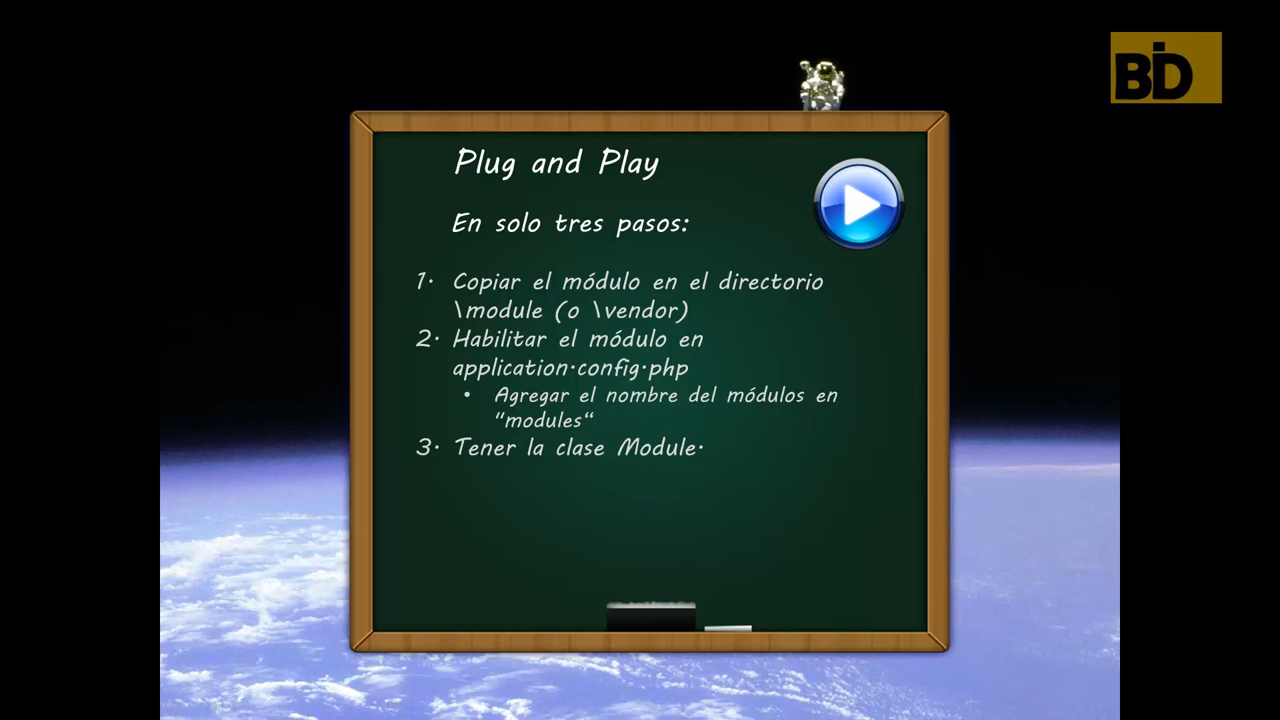 BID
Plug and Play
En solo tres pasos:
1. Copiar el módulo en el directorio
\module (o \vendor)
2. Habilitar el módulo en
application.config.php
• Agregar el nombre del módulos en
“modules“
3. Tener la clase Module.